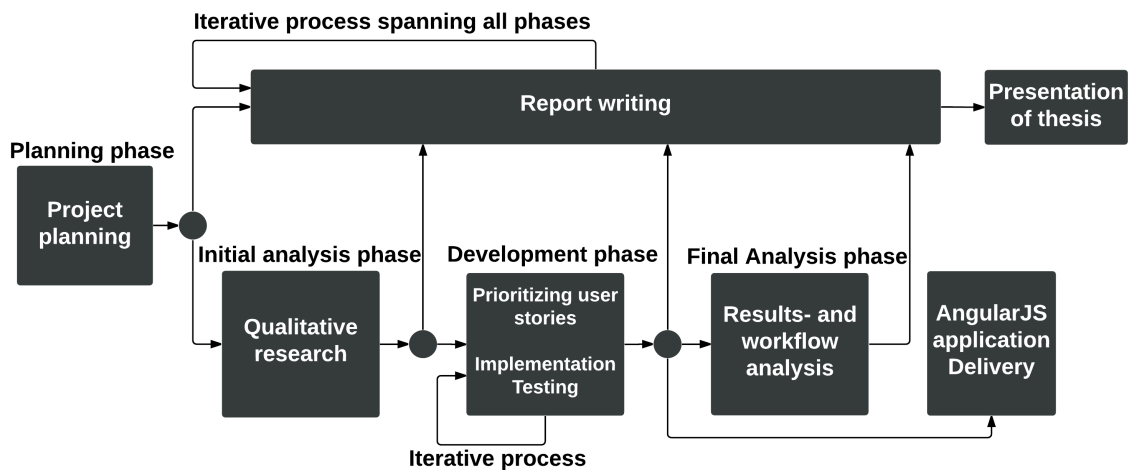 Iterative process spanning all phases
Report writing
Presentation
of thesis
Planning phase
Project
planning
Initial analysis phase
Qualitative
research
Development phase
Prioritizing user
stories
Implementation
Testing
Iterative process
Final Analysis phase
Results- and
workflow
analysis
AngularJS
application
Delivery